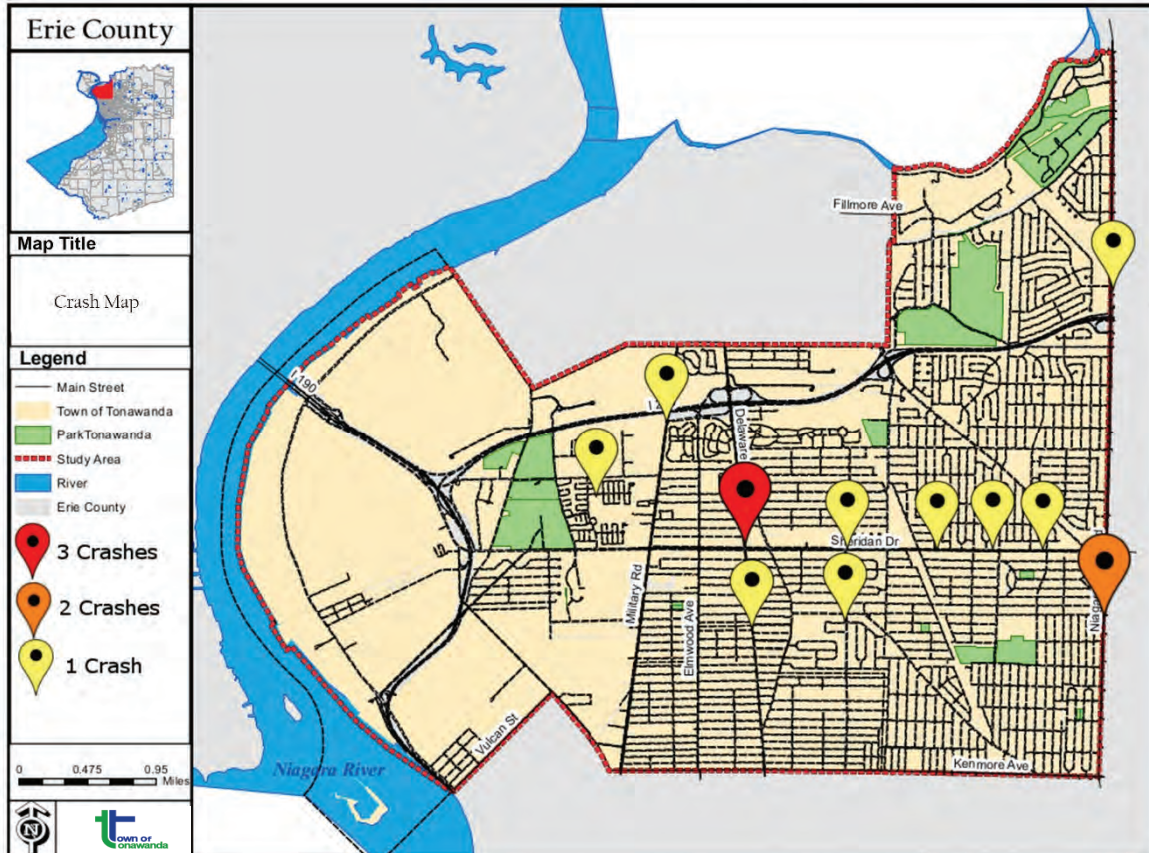 Erie County
Map Title
Crash Map
Legend
Main Street
Town of Tonawanda
ParkTonawanda
Study Area
River
Erie County
3 Crashes
2 Crashes
1 Crash
0 0.475 0.95
Miles
N
town of
tonawanda
Fillmore Ave
I 190
Delaware
Sheridan Dr
Military Rd
Elmwood Ave
Vulcan St
Kenmore Ave
Niagara River